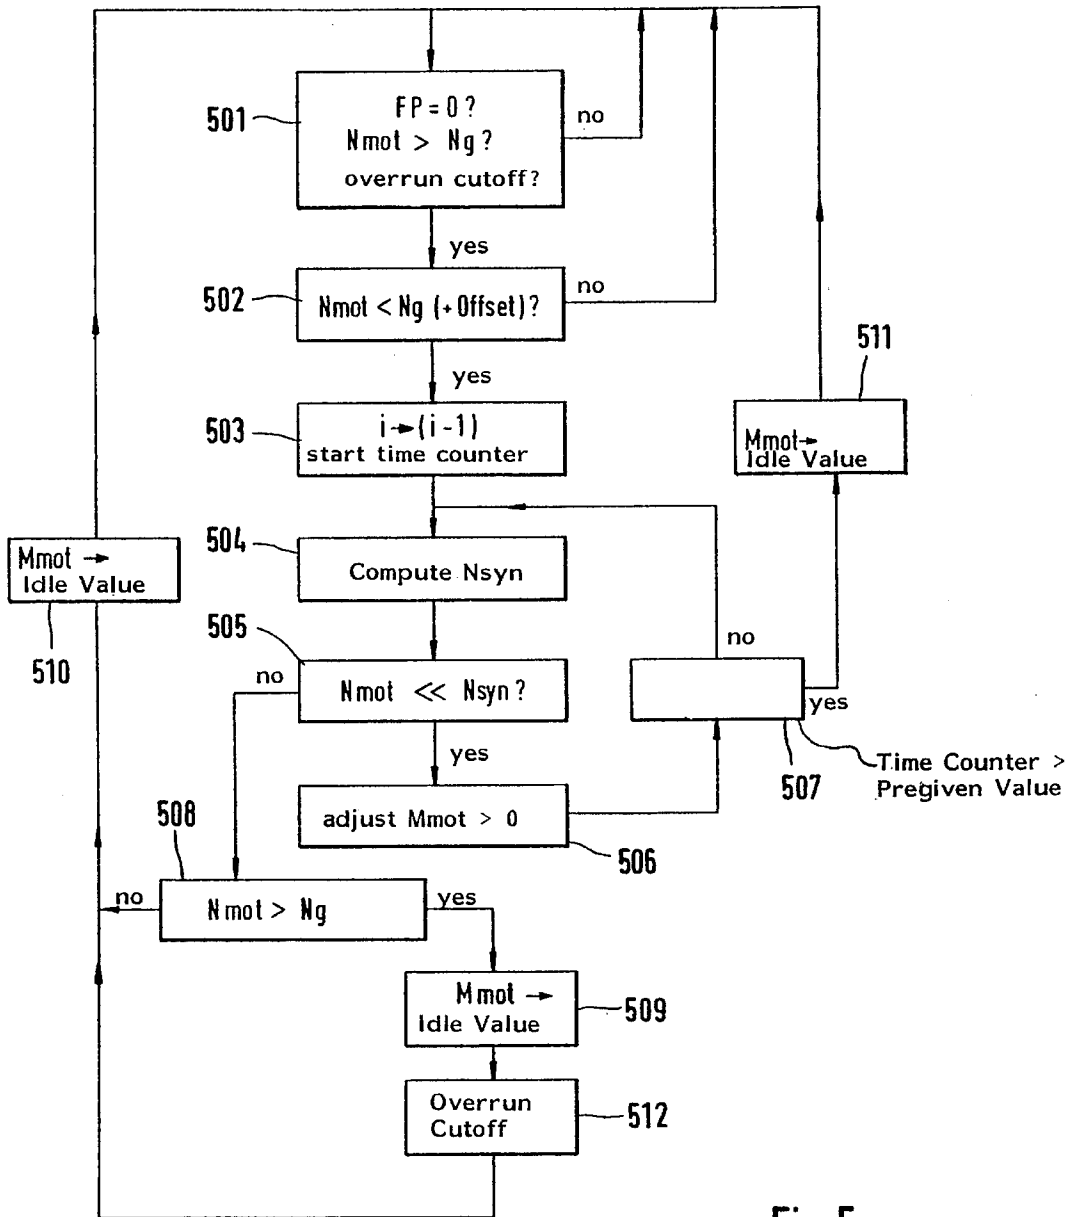 501
FP = 0 ?
Nmot > Ng ?
overrun cutoff?
no
yes
502
Nmot < Ng (+ Offset) ?
no
yes
503
i → (i - 1)
start time counter
511
Mmot →
Idle Value
504
Compute Nsyn
Mmot →
Idle Value
510
505
Nmot << Nsyn ?
no
yes
no
yes
507
Time Counter >
Pregiven Value
adjust Mmot > 0
506
508
Nmot > Ng
no
yes
Mmot →
Idle Value
509
Overrun
Cutoff
512